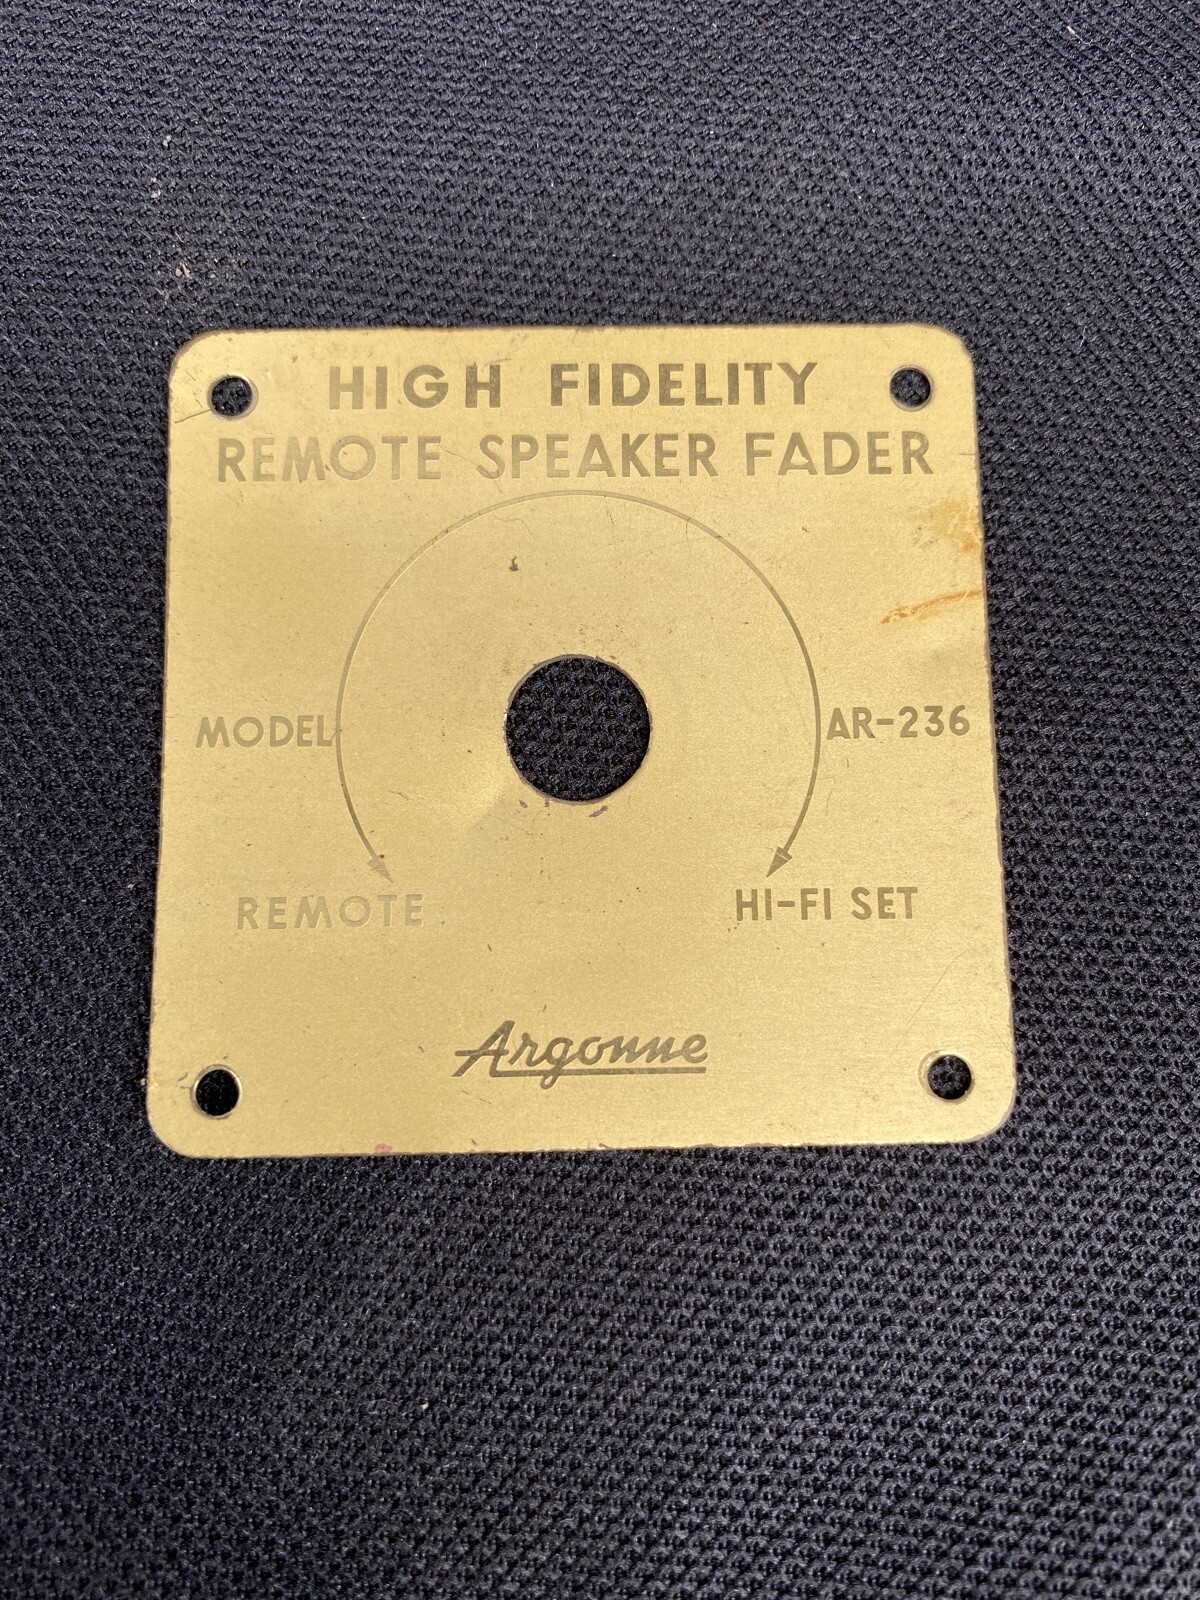 HIGH FIDELITY
REMOTE SPEAKER FADER
MODEL AR-236
REMOTE HI-FI SET
Argonne